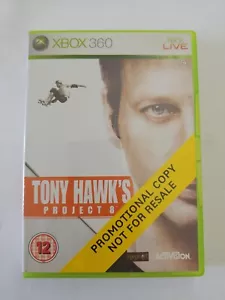 XBOX 360
LIVE
TONY HAWK'S
PROJECT 8
PROMOTIONAL COPY
NOT FOR RESALE
12
ACTIVISION